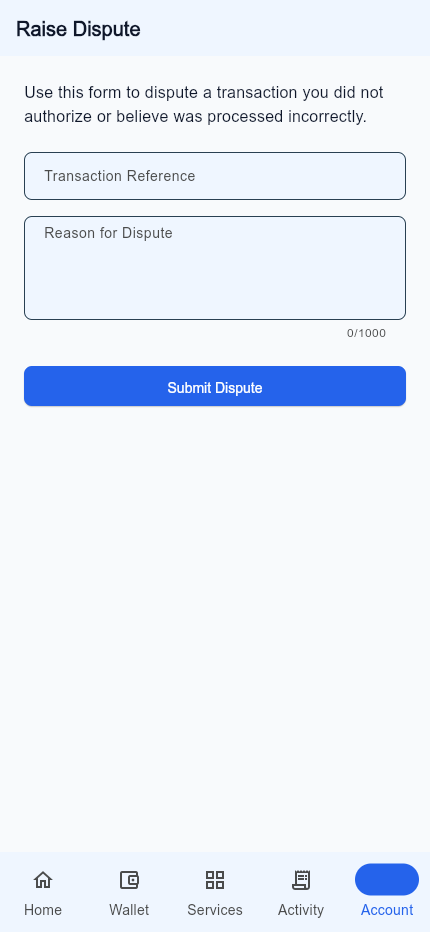 Raise Dispute
Use this form to dispute a transaction you did not
authorize or believe was processed incorrectly.
Transaction Reference
Reason for Dispute
0/1000
Submit Dispute
Home
Wallet
Services
Activity
Account